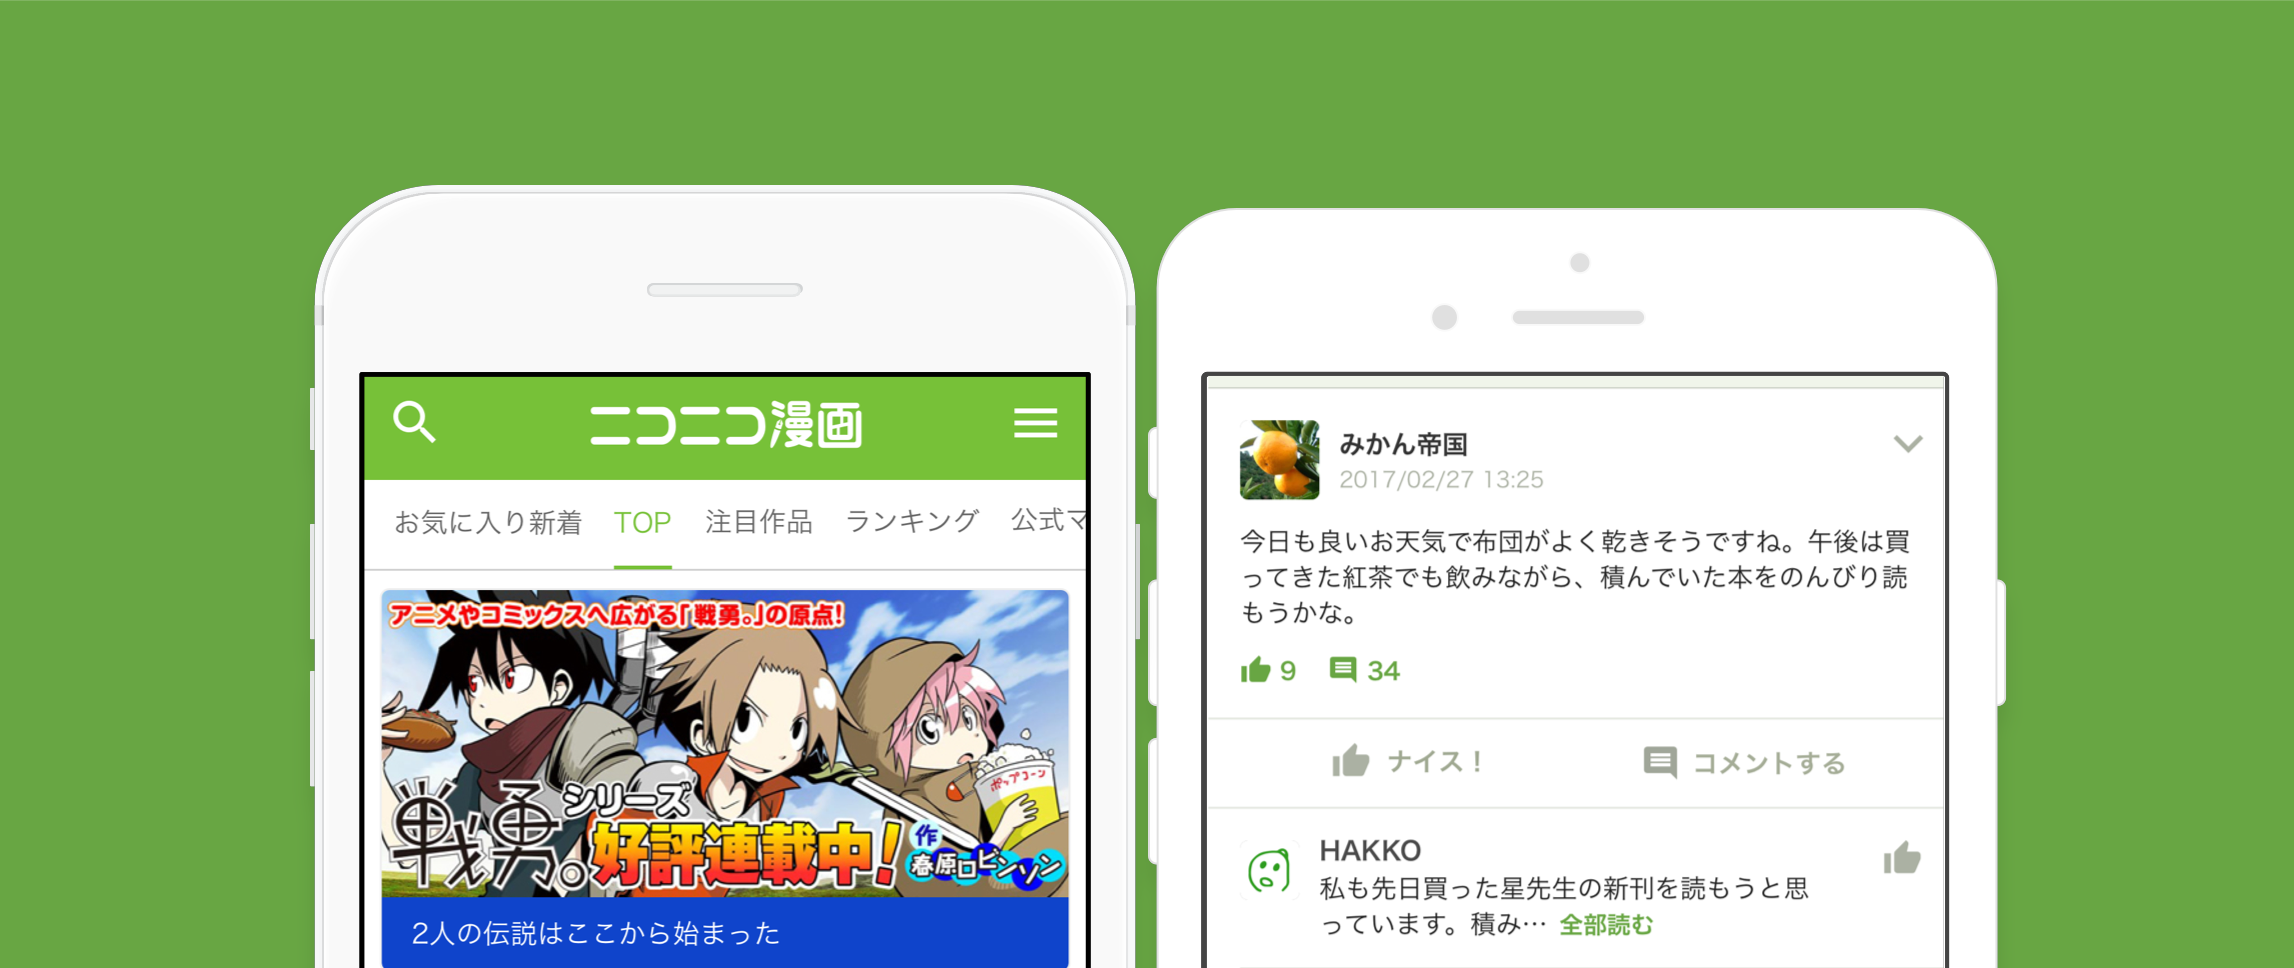 ニコニコ漫画
お気に入り新着 TOP 注目作品 ランキング 公式マ
アニメやコミックスへ広がる「戦勇。」の原点!
ポップコーン
戦勇。シリーズ
好評連載中!
作 春原ロビンソン
2人の伝説はここから始まった
みかん帝国
2017/02/27 13:25
今日も良いお天気で布団がよく乾きそうですね。午後は買
ってきた紅茶でも飲みながら、積んでいた本をのんびり読
もうかな。
9 34
ナイス! コメントする
HAKKO
私も先日買った星先生の新刊を読もうと思
っています。積み… 全部読む